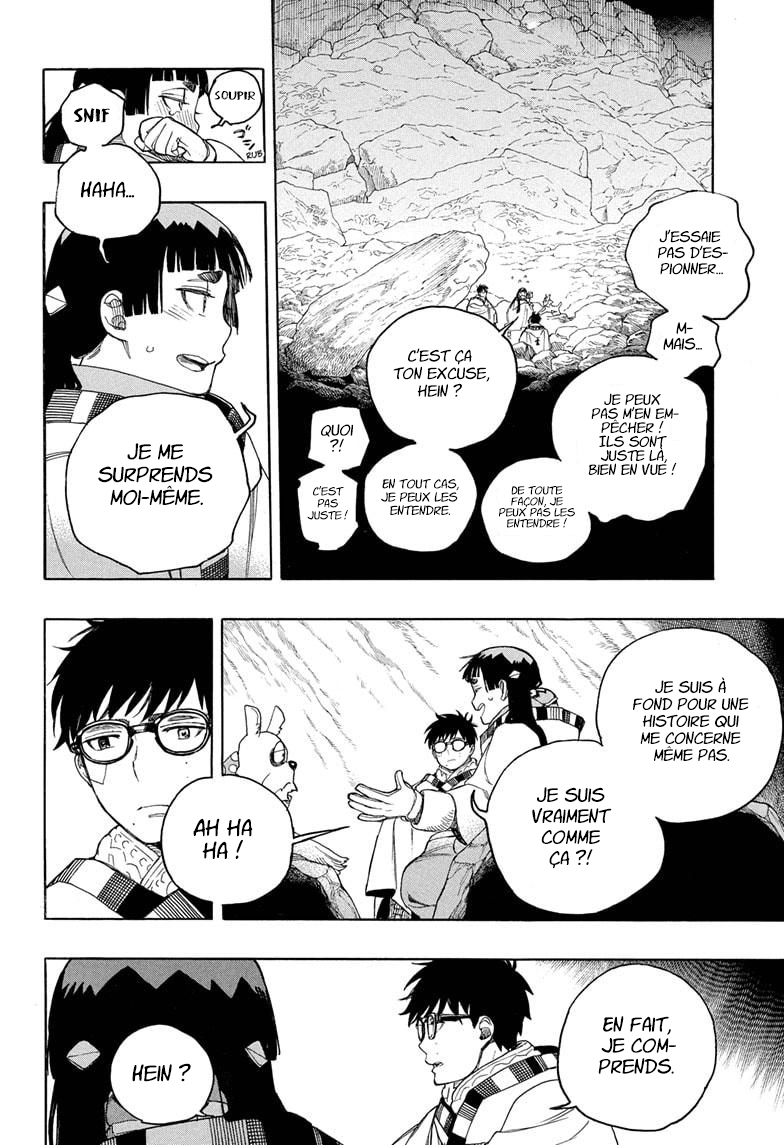 J'ESSAIE
PAS D'ES-
PIONNER...
M-
MAIS...
JE PEUX
PAS M'EN EM-
PÊCHER !
ILS SONT
JUSTE LÀ,
BIEN EN VUE !
C'EST ÇA
TON EXCUSE,
HEIN ?
DE TOUTE
FAÇON, JE
PEUX PAS LES
ENTENDRE !
EN TOUT CAS,
JE PEUX LES
ENTENDRE.
QUOI
?!
C'EST
PAS
JUSTE !
SOUPIR
RUB
SNIF
HAHA...
JE ME
SURPRENDS
MOI-MÊME.
JE SUIS À
FOND POUR UNE
HISTOIRE QUI
ME CONCERNE
MÊME PAS.
JE SUIS
VRAIMENT
COMME
ÇA ?!
AH HA
HA !
EN FAIT,
JE COM-
PRENDS.
HEIN ?